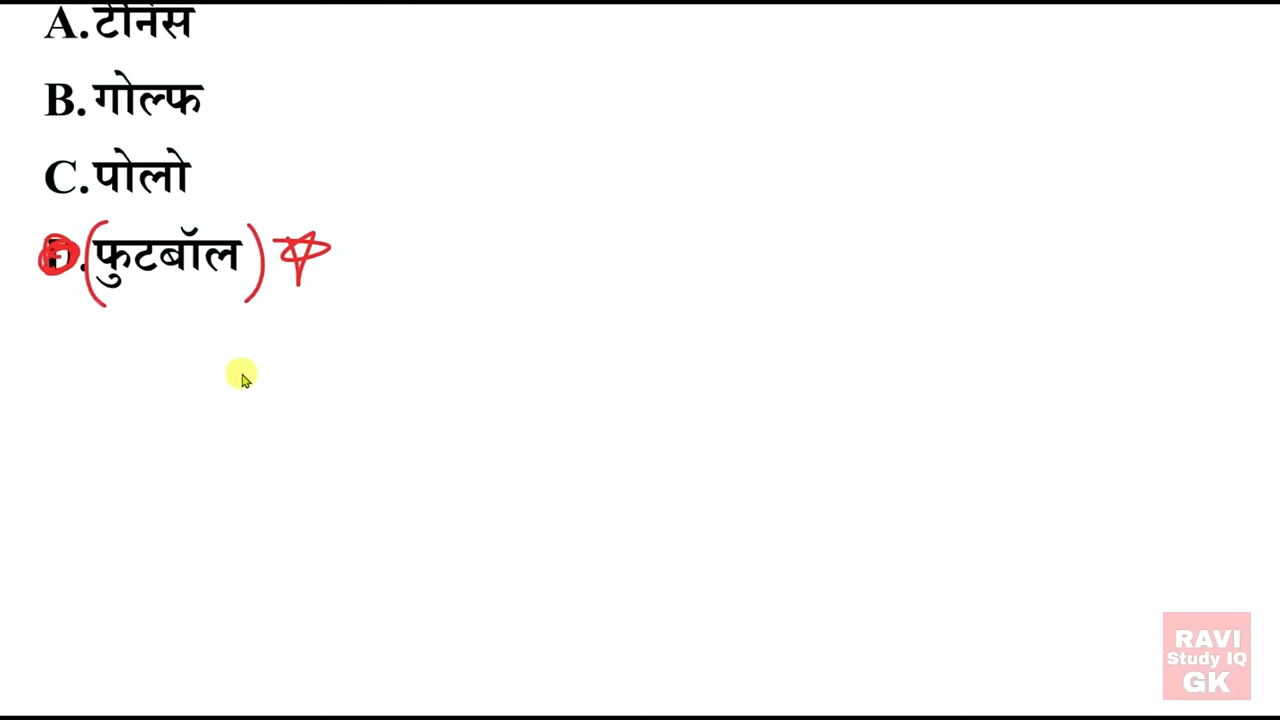 A. टेनिस
B. गोल्फ
C. पोलो
D. (फुटबॉल)
RAVI
Study IQ
GK